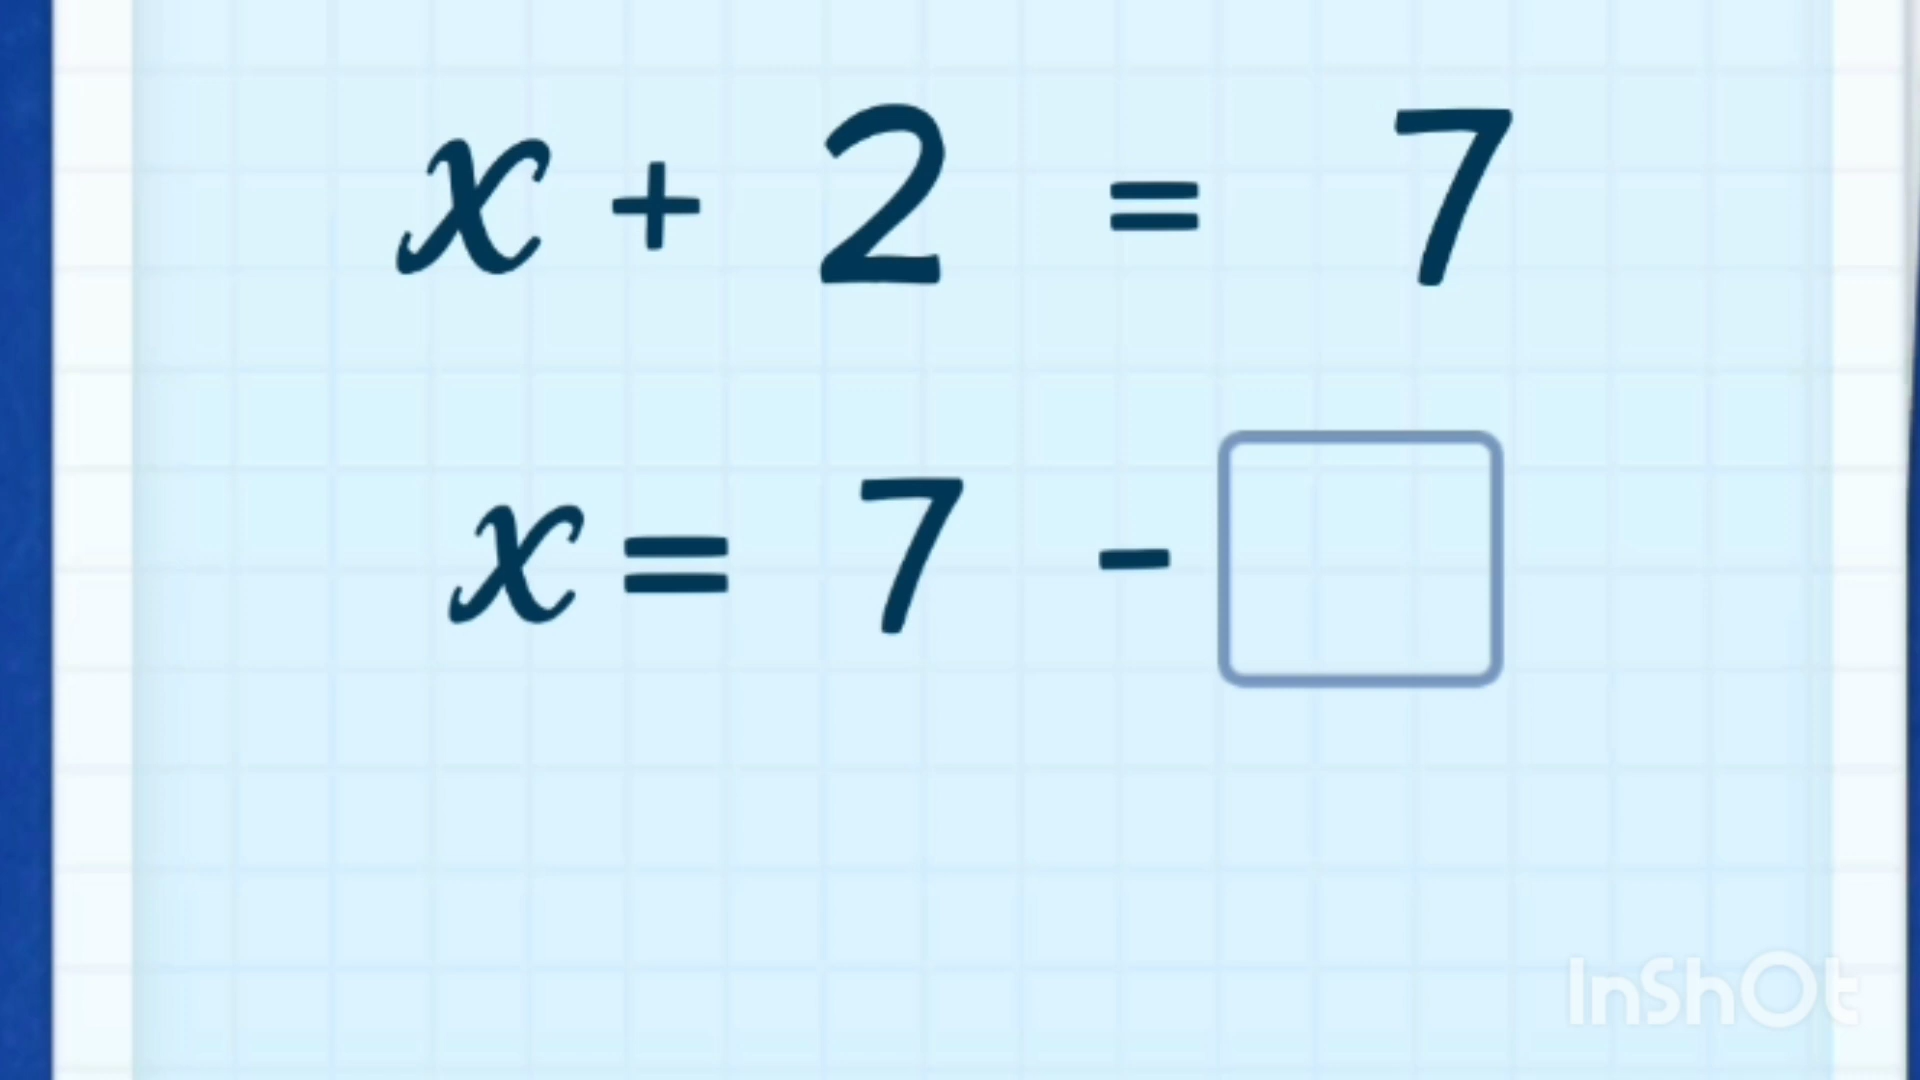 x + 2 = 7
x = 7 -
InShOt